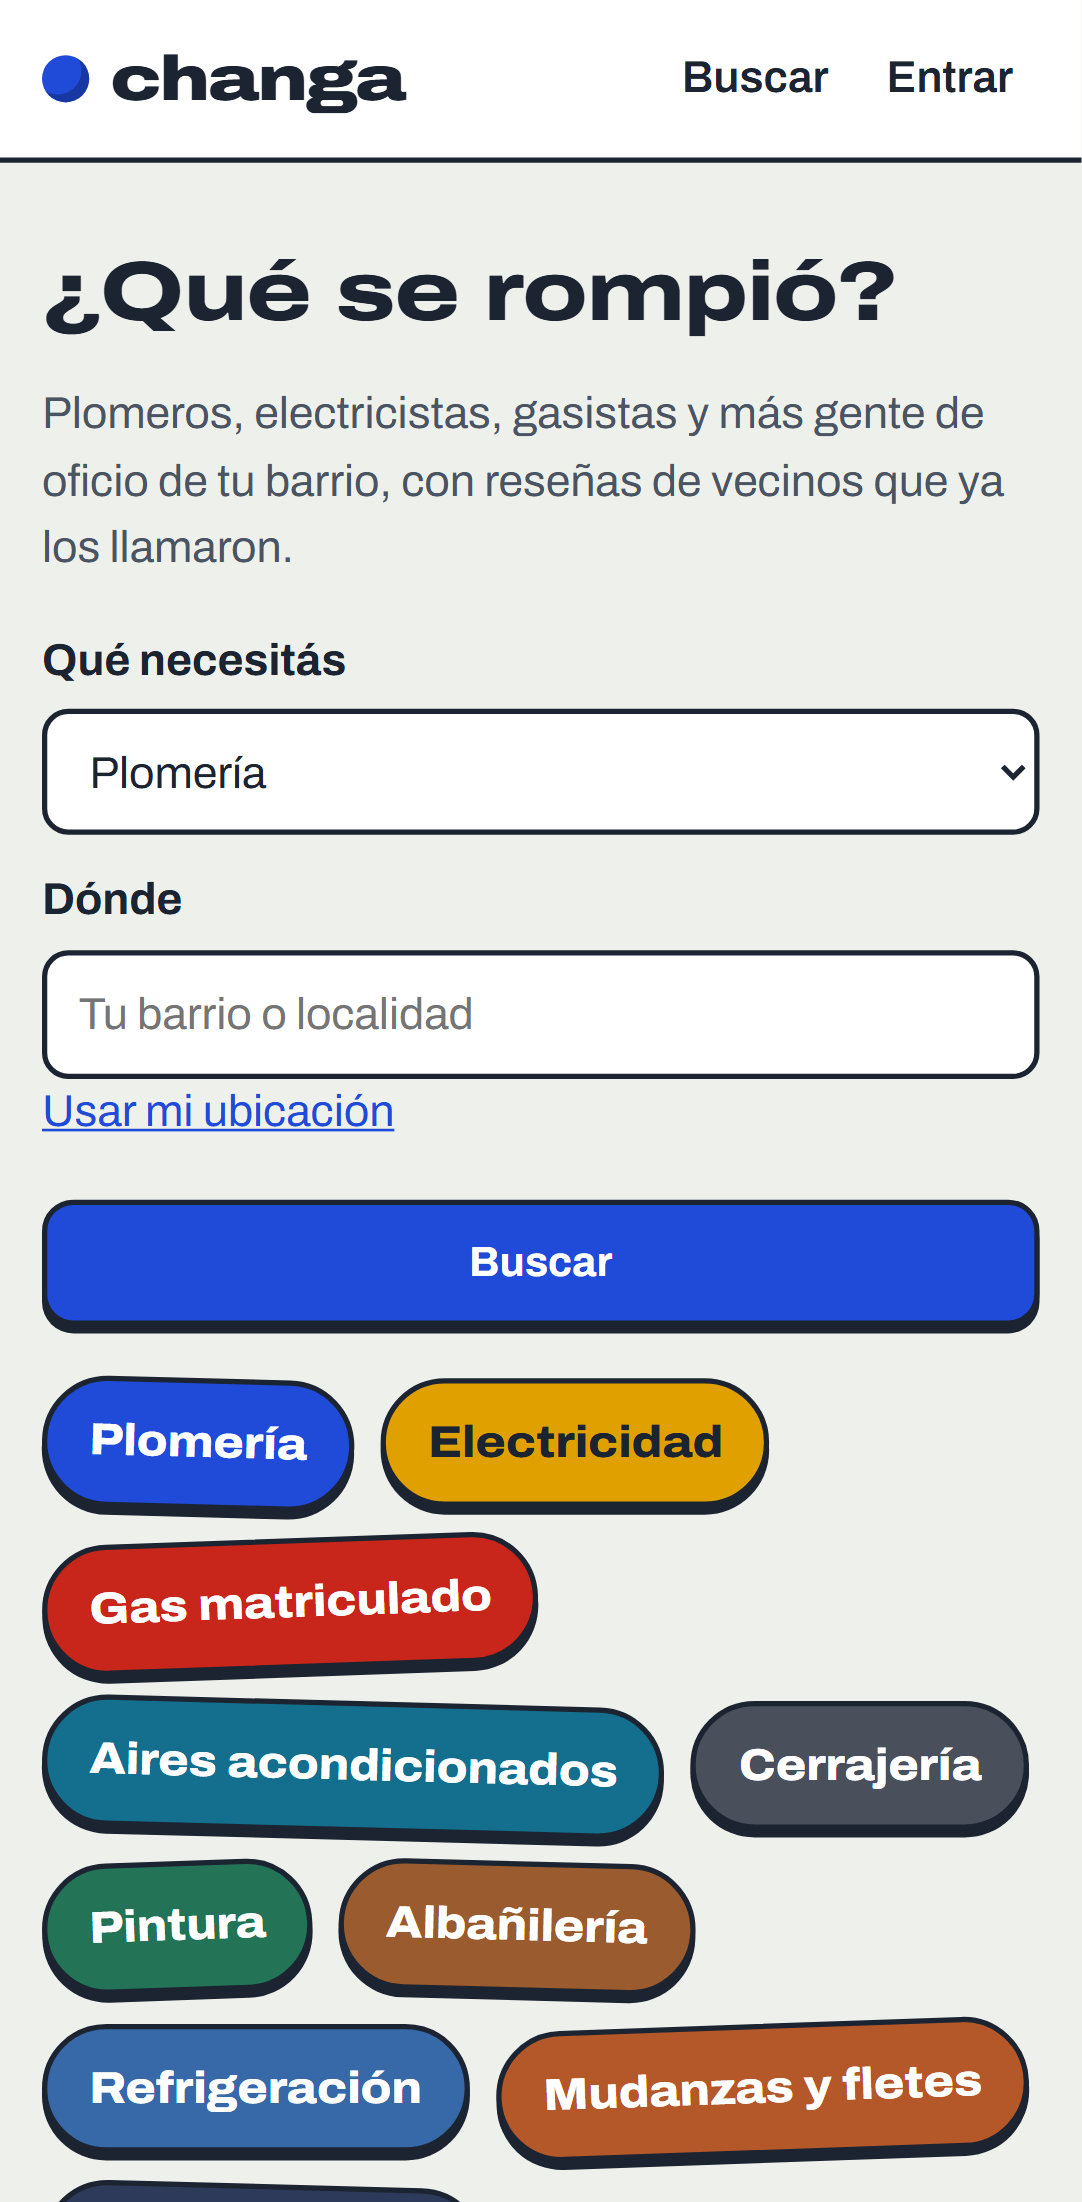 changa
Buscar
Entrar
¿Qué se rompió?
Plomeros, electricistas, gasistas y más gente de
oficio de tu barrio, con reseñas de vecinos que ya
los llamaron.
Qué necesitás
Plomería
Dónde
Tu barrio o localidad
Usar mi ubicación
Buscar
Plomería
Electricidad
Gas matriculado
Aires acondicionados
Cerrajería
Pintura
Albañilería
Refrigeración
Mudanzas y fletes